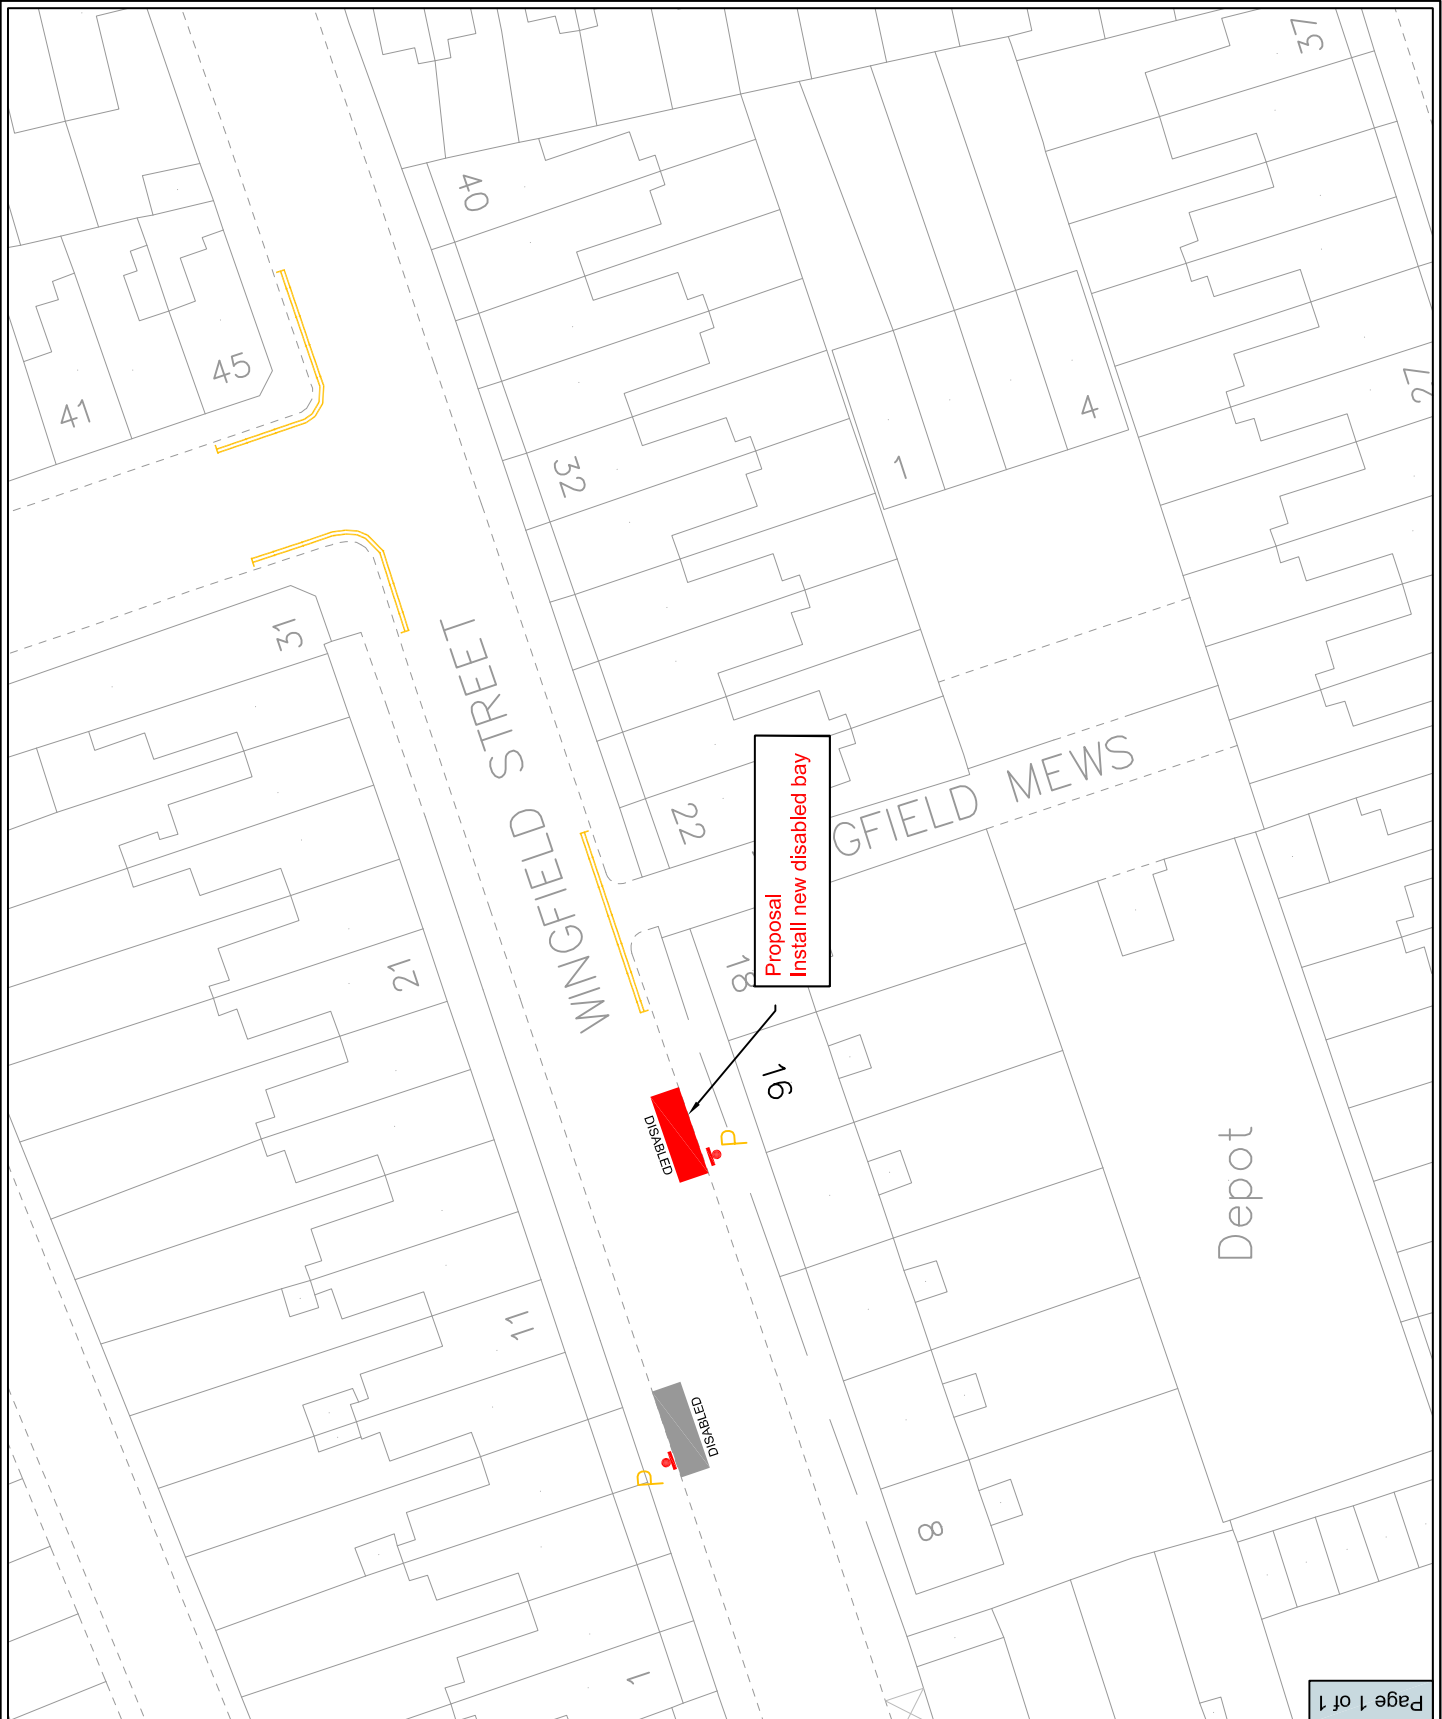 37
40
45
41
4
27
1
32
31
WINGFIELD STREET
GFIELD MEWS
22
Proposal
Install new disabled bay
21
18
16
DISABLED
P
Depot
11
DISABLED
P
8
1
Page 1 of 1